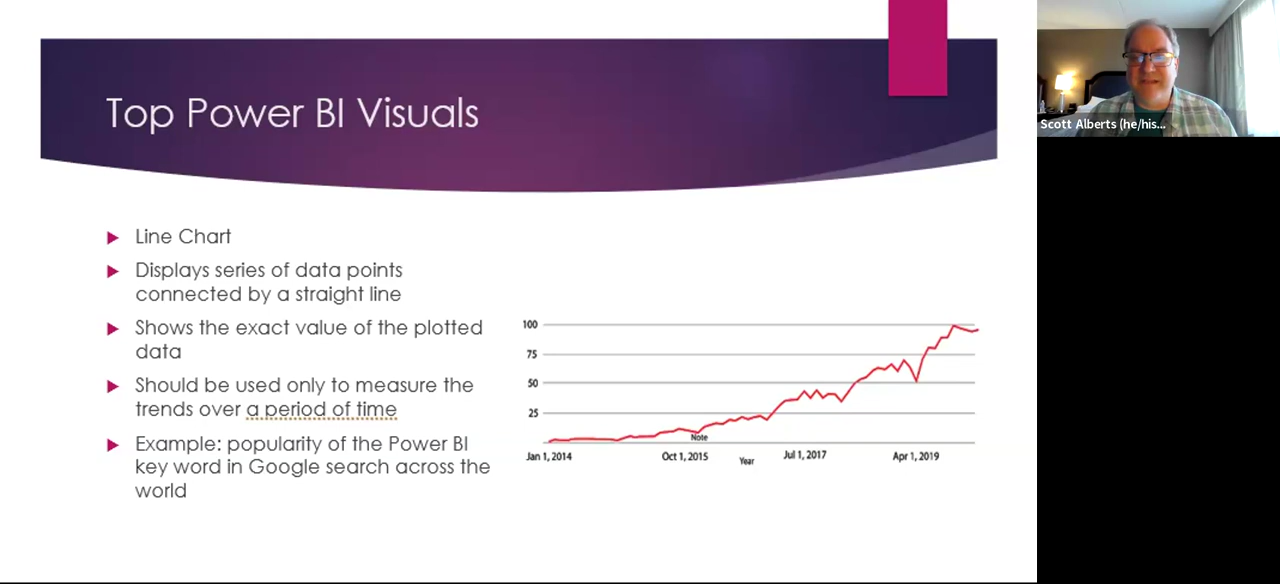 Top Power BI Visuals
Line Chart
Displays series of data points
connected by a straight line
Shows the exact value of the plotted
data
Should be used only to measure the
trends over a period of time
Example: popularity of the Power BI
key word in Google search across the
world
100
75
50
25
Note
Jan 1, 2014
Oct 1, 2015
Year
Jul 1, 2017
Apr 1, 2019
Scott Alberts (he/his...